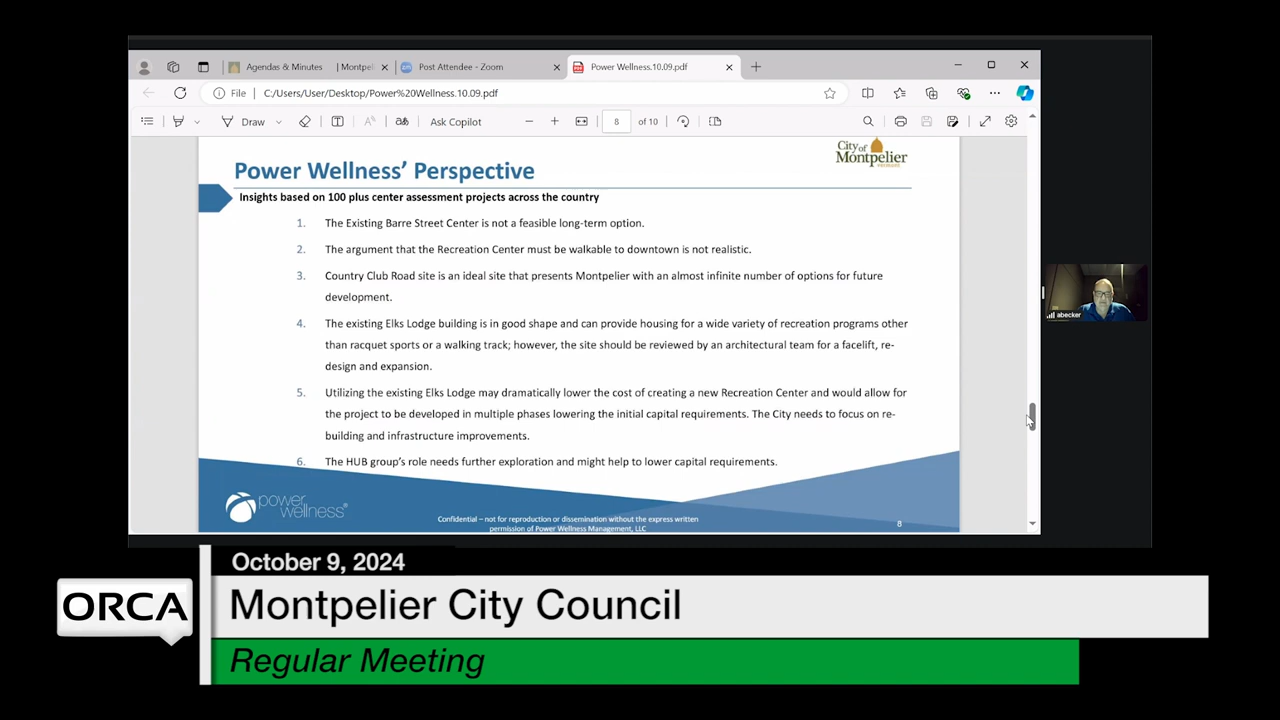 Agendas & Minutes | Montpel
Post Attendee - Zoom
Power Wellness.10.09.pdf
File | C:/Users/User/Desktop/Power%20Wellness.10.09.pdf
Draw
Ask Copilot
8 of 10
City of
Montpelier
VERMONT
Power Wellness' Perspective
Insights based on 100 plus center assessment projects across the country
1. The Existing Barre Street Center is not a feasible long-term option.
2. The argument that the Recreation Center must be walkable to downtown is not realistic.
3. Country Club Road site is an ideal site that presents Montpelier with an almost infinite number of options for future
development.
4. The existing Elks Lodge building is in good shape and can provide housing for a wide variety of recreation programs other
than racquet sports or a walking track; however, the site should be reviewed by an architectural team for a facelift, re-
design and expansion.
5. Utilizing the existing Elks Lodge may dramatically lower the cost of creating a new Recreation Center and would allow for
the project to be developed in multiple phases lowering the initial capital requirements. The City needs to focus on re-
building and infrastructure improvements.
6. The HUB group's role needs further exploration and might help to lower capital requirements.
power
wellness®
Confidential – not for reproduction or dissemination without the express written
permission of Power Wellness Management, LLC
8
abecker
October 9, 2024
ORCA
Montpelier City Council
Regular Meeting